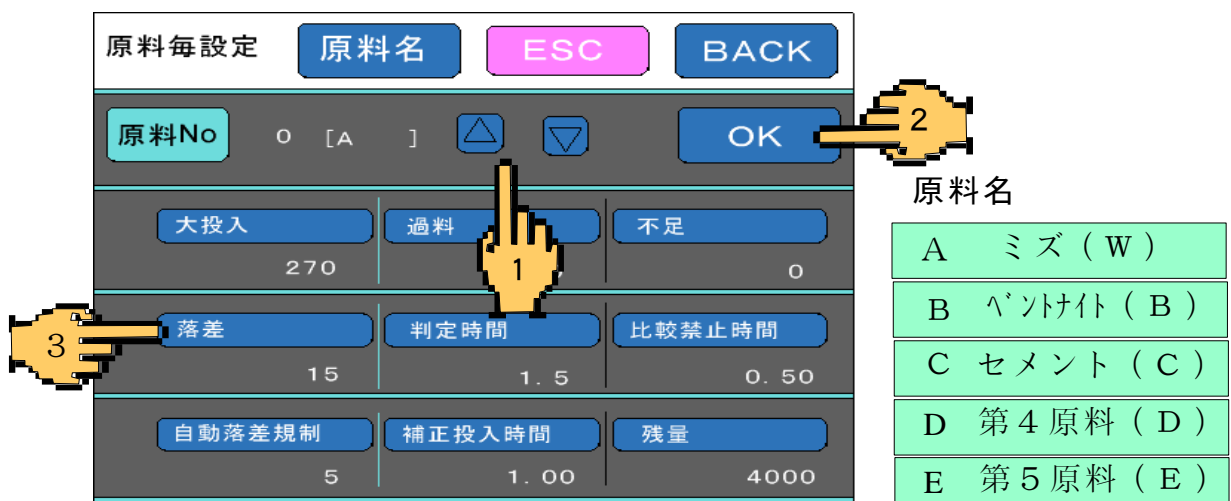 原料毎設定 原料名 ESC BACK
原料No 0 [A ] OK
2
原料名
大投入 過料 不足
270 0
1
落差 判定時間 比較禁止時間
3
15 1.5 0.50
自動落差規制 補正投入時間 残量
5 1.00 4000
A ミズ(W)
B ベントナイト(B)
C セメント(C)
D 第4原料(D)
E 第5原料(E)